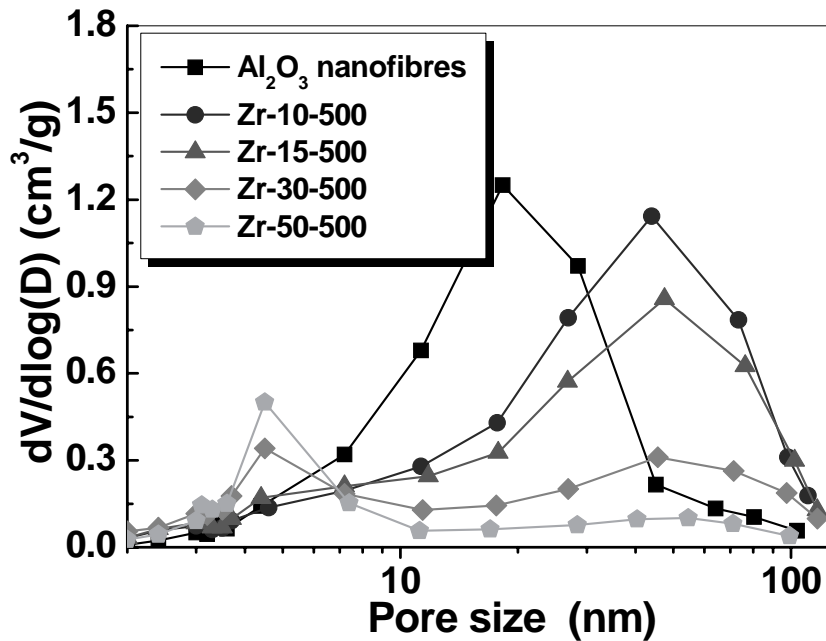 1.8
1.5
1.2
0.9
0.6
0.3
0.0
dV/dlog(D) (cm³/g)
Al₂O₃ nanofibres
Zr-10-500
Zr-15-500
Zr-30-500
Zr-50-500
10
100
Pore size (nm)